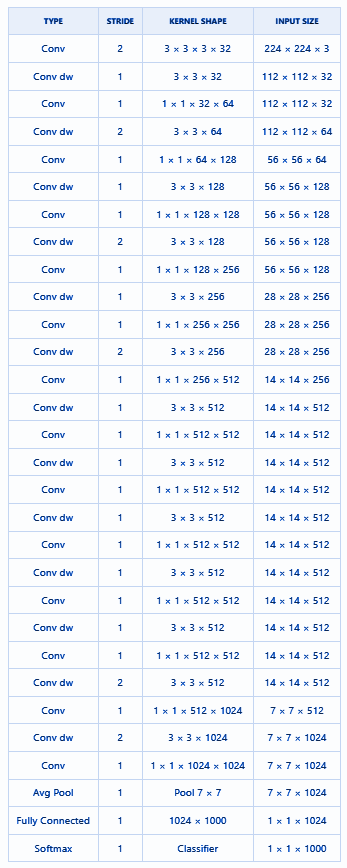 TYPE STRIDE KERNEL SHAPE INPUT SIZE
Conv 2 3 × 3 × 3 × 32 224 × 224 × 3
Conv dw 1 3 × 3 × 32 112 × 112 × 32
Conv 1 1 × 1 × 32 × 64 112 × 112 × 32
Conv dw 2 3 × 3 × 64 112 × 112 × 64
Conv 1 1 × 1 × 64 × 128 56 × 56 × 64
Conv dw 1 3 × 3 × 128 56 × 56 × 128
Conv 1 1 × 1 × 128 × 128 56 × 56 × 128
Conv dw 2 3 × 3 × 128 56 × 56 × 128
Conv 1 1 × 1 × 128 × 256 56 × 56 × 128
Conv dw 1 3 × 3 × 256 28 × 28 × 256
Conv 1 1 × 1 × 256 × 256 28 × 28 × 256
Conv dw 2 3 × 3 × 256 28 × 28 × 256
Conv 1 1 × 1 × 256 × 512 14 × 14 × 256
Conv dw 1 3 × 3 × 512 14 × 14 × 512
Conv 1 1 × 1 × 512 × 512 14 × 14 × 512
Conv dw 1 3 × 3 × 512 14 × 14 × 512
Conv 1 1 × 1 × 512 × 512 14 × 14 × 512
Conv dw 1 3 × 3 × 512 14 × 14 × 512
Conv 1 1 × 1 × 512 × 512 14 × 14 × 512
Conv dw 1 3 × 3 × 512 14 × 14 × 512
Conv 1 1 × 1 × 512 × 512 14 × 14 × 512
Conv dw 1 3 × 3 × 512 14 × 14 × 512
Conv 1 1 × 1 × 512 × 512 14 × 14 × 512
Conv dw 2 3 × 3 × 512 14 × 14 × 512
Conv 1 1 × 1 × 512 × 1024 7 × 7 × 512
Conv dw 2 3 × 3 × 1024 7 × 7 × 1024
Conv 1 1 × 1 × 1024 × 1024 7 × 7 × 1024
Avg Pool 1 Pool 7 × 7 7 × 7 × 1024
Fully Connected 1 1024 × 1000 1 × 1 × 1024
Softmax 1 Classifier 1 × 1 × 1000